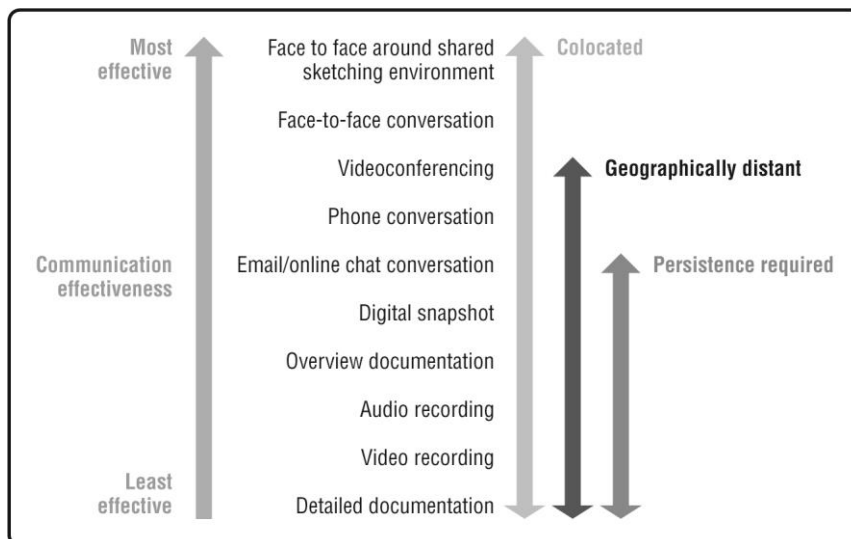 Most
effective
Face to face around shared
sketching environment
Colocated
Face-to-face conversation
Videoconferencing
Geographically distant
Phone conversation
Communication
effectiveness
Email/online chat conversation
Persistence required
Digital snapshot
Overview documentation
Audio recording
Video recording
Least
effective
Detailed documentation